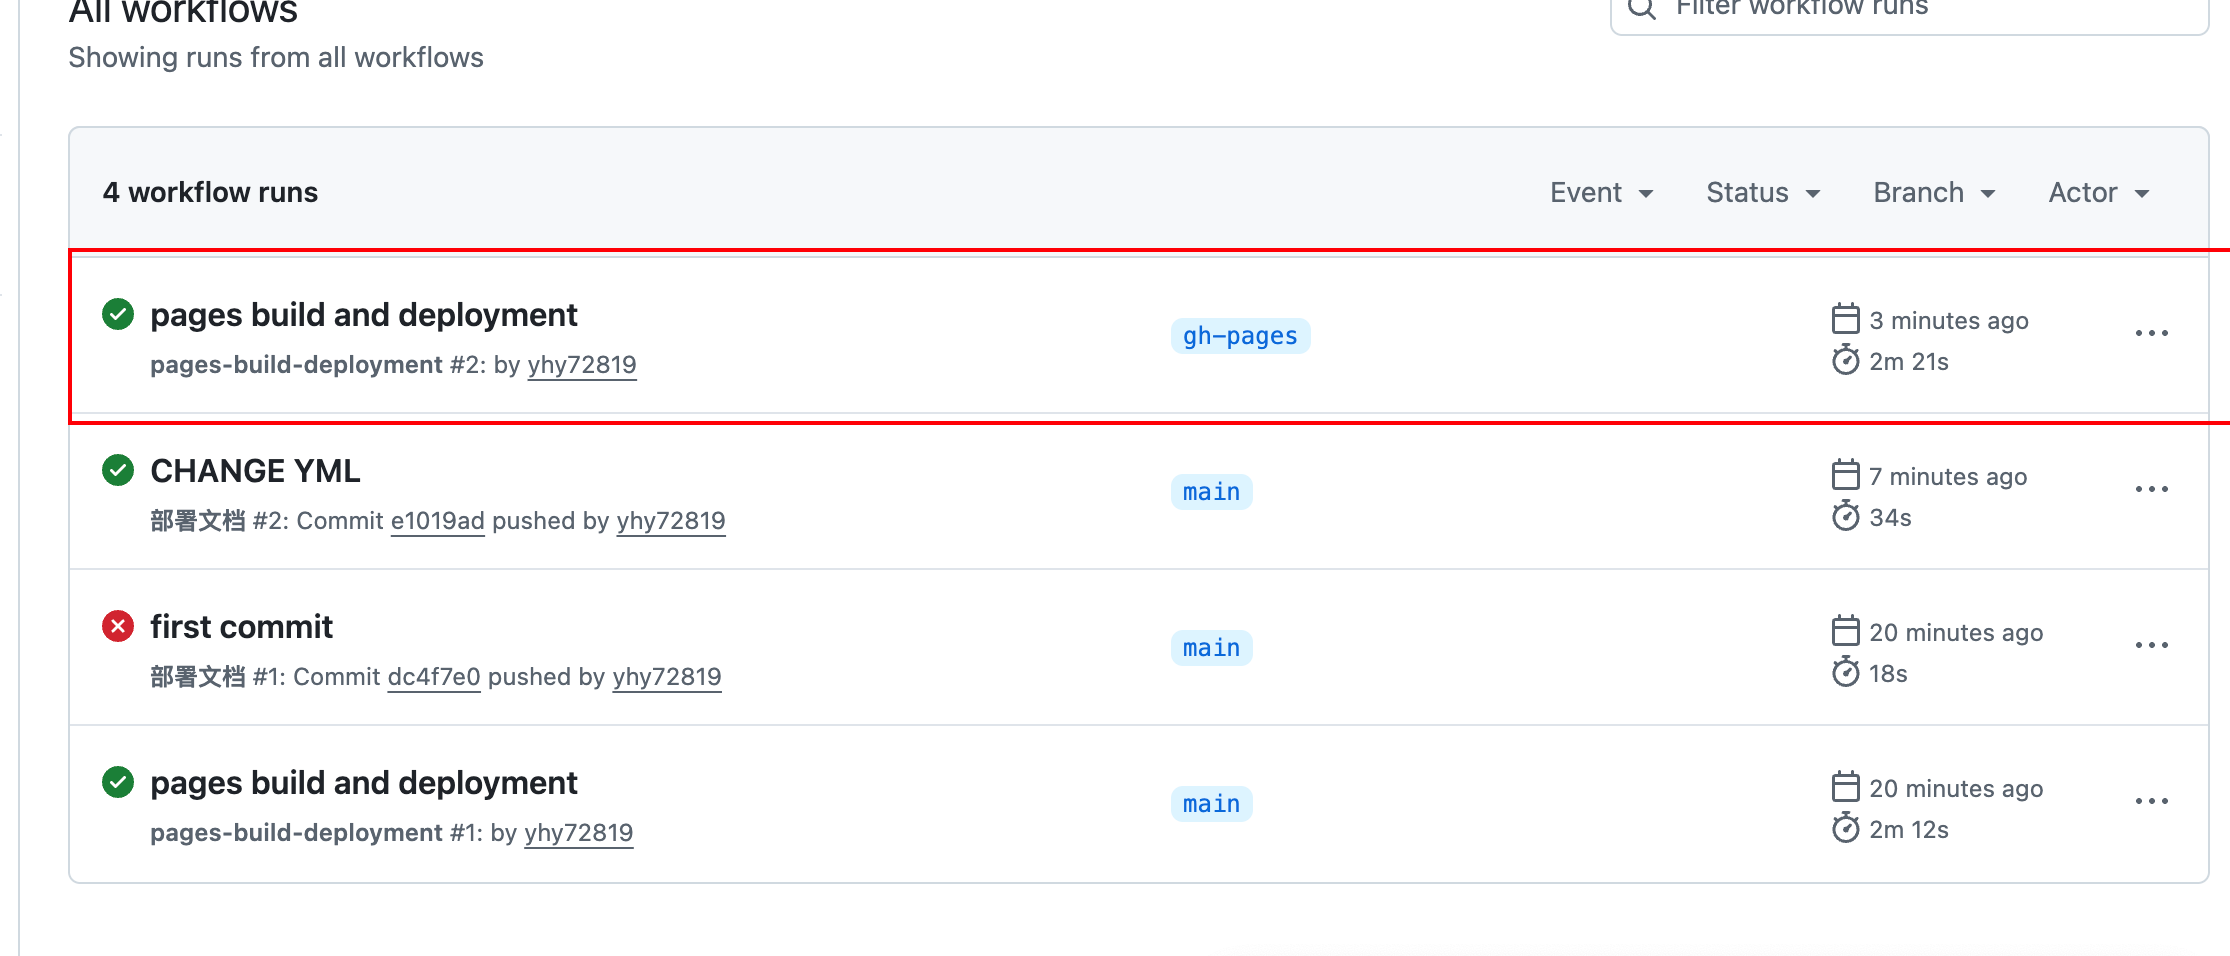 All workflows
Filter workflow runs
Showing runs from all workflows
4 workflow runs
Event
Status
Branch
Actor
pages build and deployment
pages-build-deployment #2: by yhy72819
gh-pages
3 minutes ago
2m 21s
CHANGE YML
部署文档 #2: Commit e1019ad pushed by yhy72819
main
7 minutes ago
34s
first commit
部署文档 #1: Commit dc4f7e0 pushed by yhy72819
main
20 minutes ago
18s
pages build and deployment
pages-build-deployment #1: by yhy72819
main
20 minutes ago
2m 12s